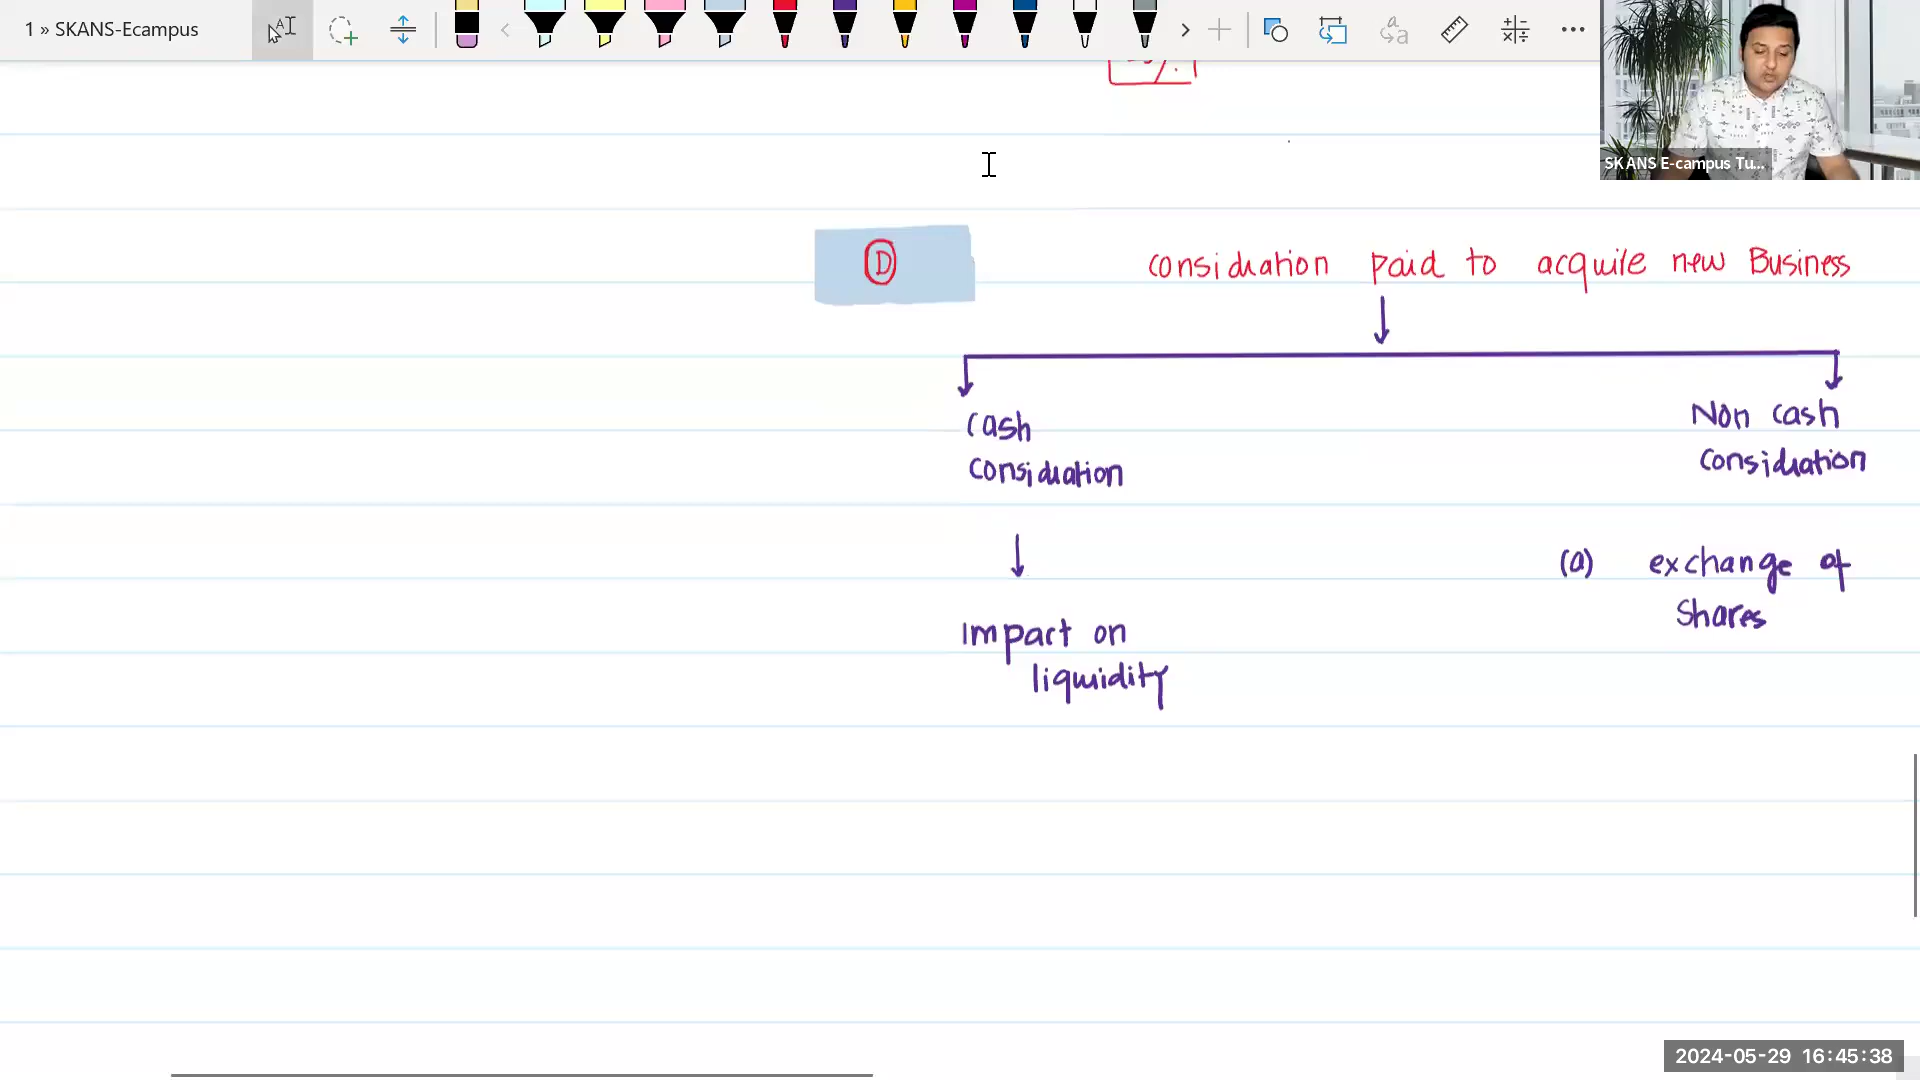 1 » SKANS-Ecampus
SKANS E-campus Tu...
D
consideration paid to acquire new Business
Cash
consideration
Non cash
consideration
(a) exchange of
shares
Impact on
liquidity
2024-05-29 16:45:38